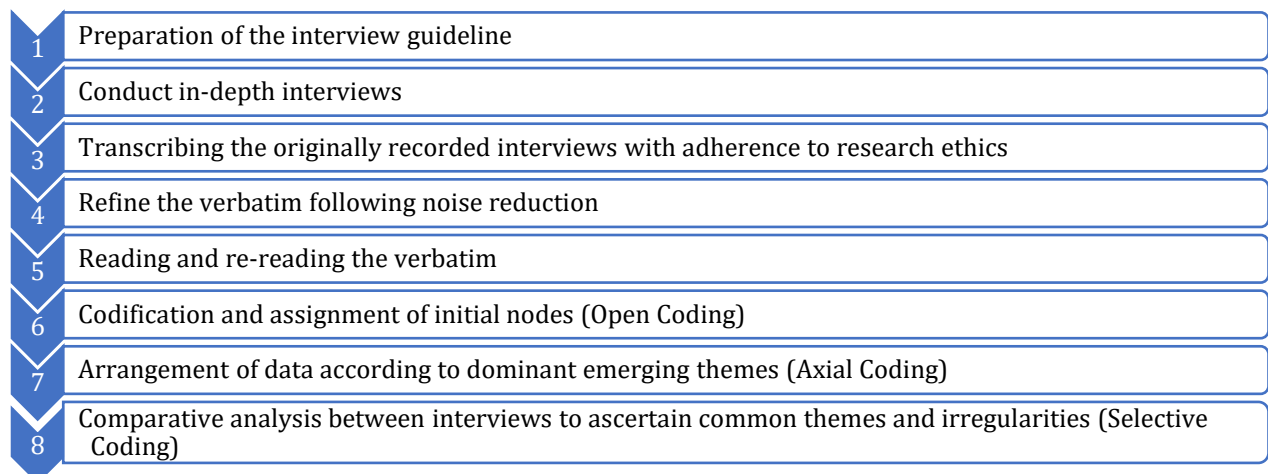 1 Preparation of the interview guideline
2 Conduct in-depth interviews
3 Transcribing the originally recorded interviews with adherence to research ethics
4 Refine the verbatim following noise reduction
5 Reading and re-reading the verbatim
6 Codification and assignment of initial nodes (Open Coding)
7 Arrangement of data according to dominant emerging themes (Axial Coding)
8 Comparative analysis between interviews to ascertain common themes and irregularities (Selective
Coding)